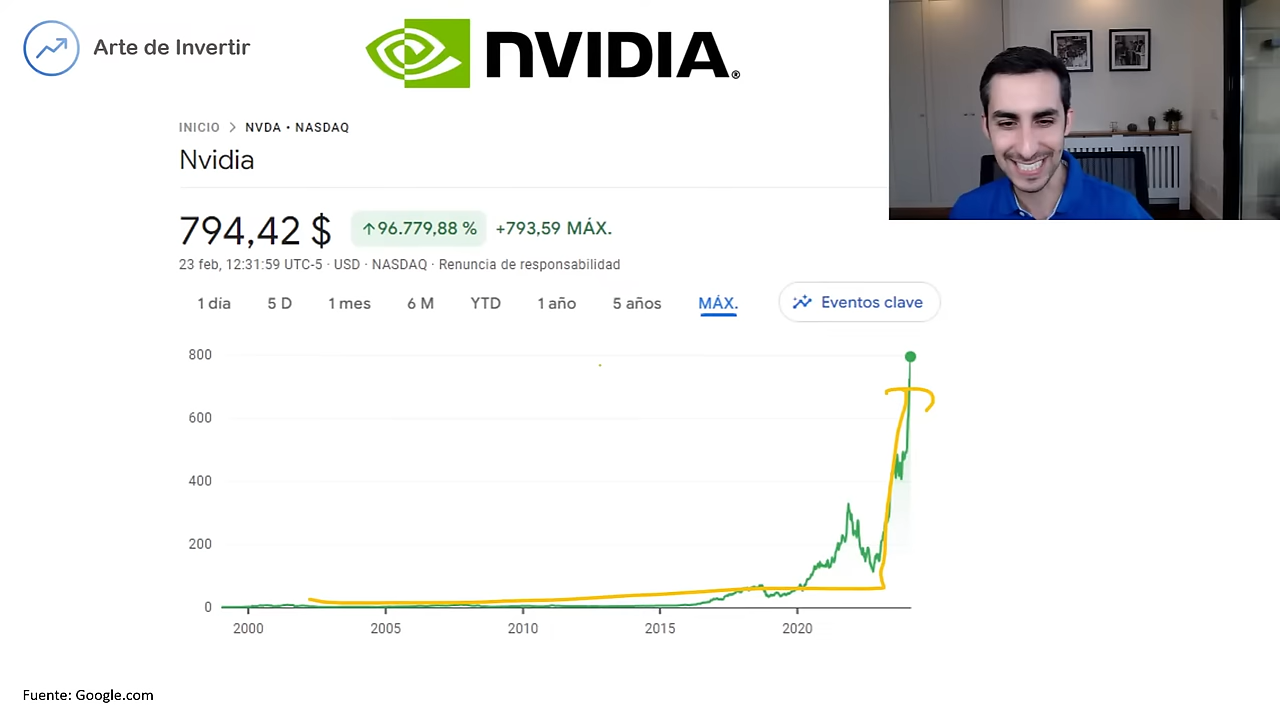 Arte de Invertir
NVIDIA®
INICIO > NVDA • NASDAQ
Nvidia
794,42 $ ↑96.779,88 % +793,59 MÁX.
23 feb, 12:31:59 UTC-5 · USD · NASDAQ · Renuncia de responsabilidad
1 día 5 D 1 mes 6 M YTD 1 año 5 años MÁX. Eventos clave
800
600
400
200
0
2000 2005 2010 2015 2020
Fuente: Google.com